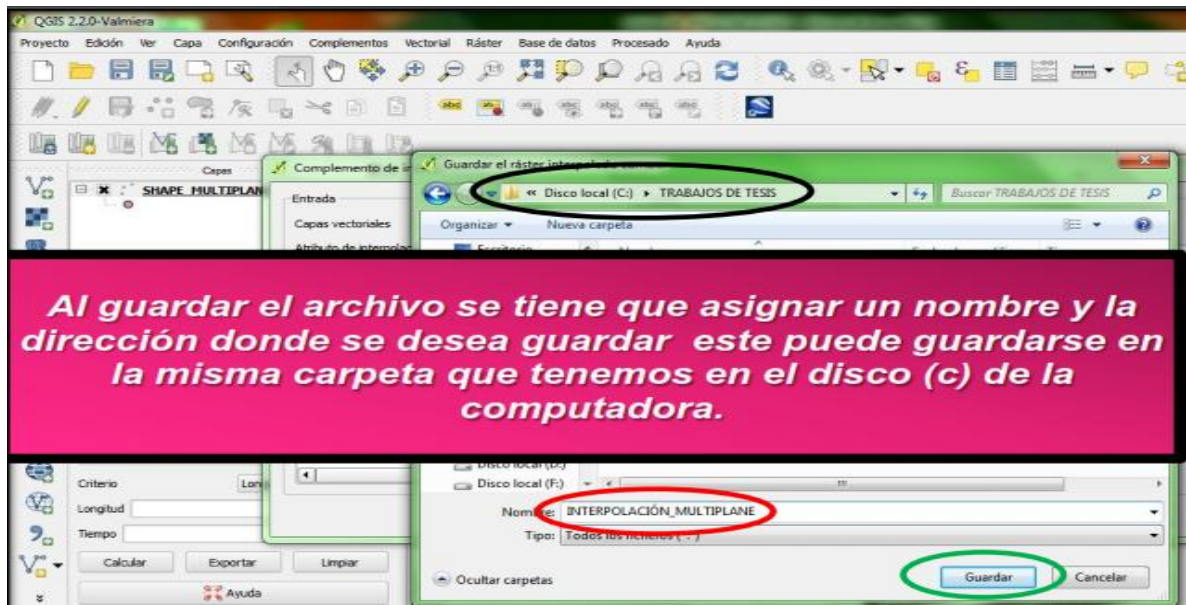 QGIS 2.2.0-Valmiera
Proyecto Edición Ver Capa Configuración Complementos Vectorial Ráster Base de datos Procesado Ayuda
Capas
SHAPE_MULTIPLAN
Complemento de
Entrada
Capas vectoriales
Guardar el ráster interpolado
« Disco local (C:) ▸ TRABAJOS DE TESIS
Buscar TRABAJOS DE TESIS
Organizar Nueva carpeta
Al guardar el archivo se tiene que asignar un nombre y la
dirección donde se desea guardar este puede guardarse en
la misma carpeta que tenemos en el disco (c) de la
computadora.
Disco local (D:)
Disco local (F:)
Criterio
Longitud
Tiempo
Calcular Exportar Limpiar
Ayuda
Nombre: INTERPOLACIÓN_MULTIPLANE
Tipo: Todos los ficheros (*.*)
Ocultar carpetas
Guardar Cancelar